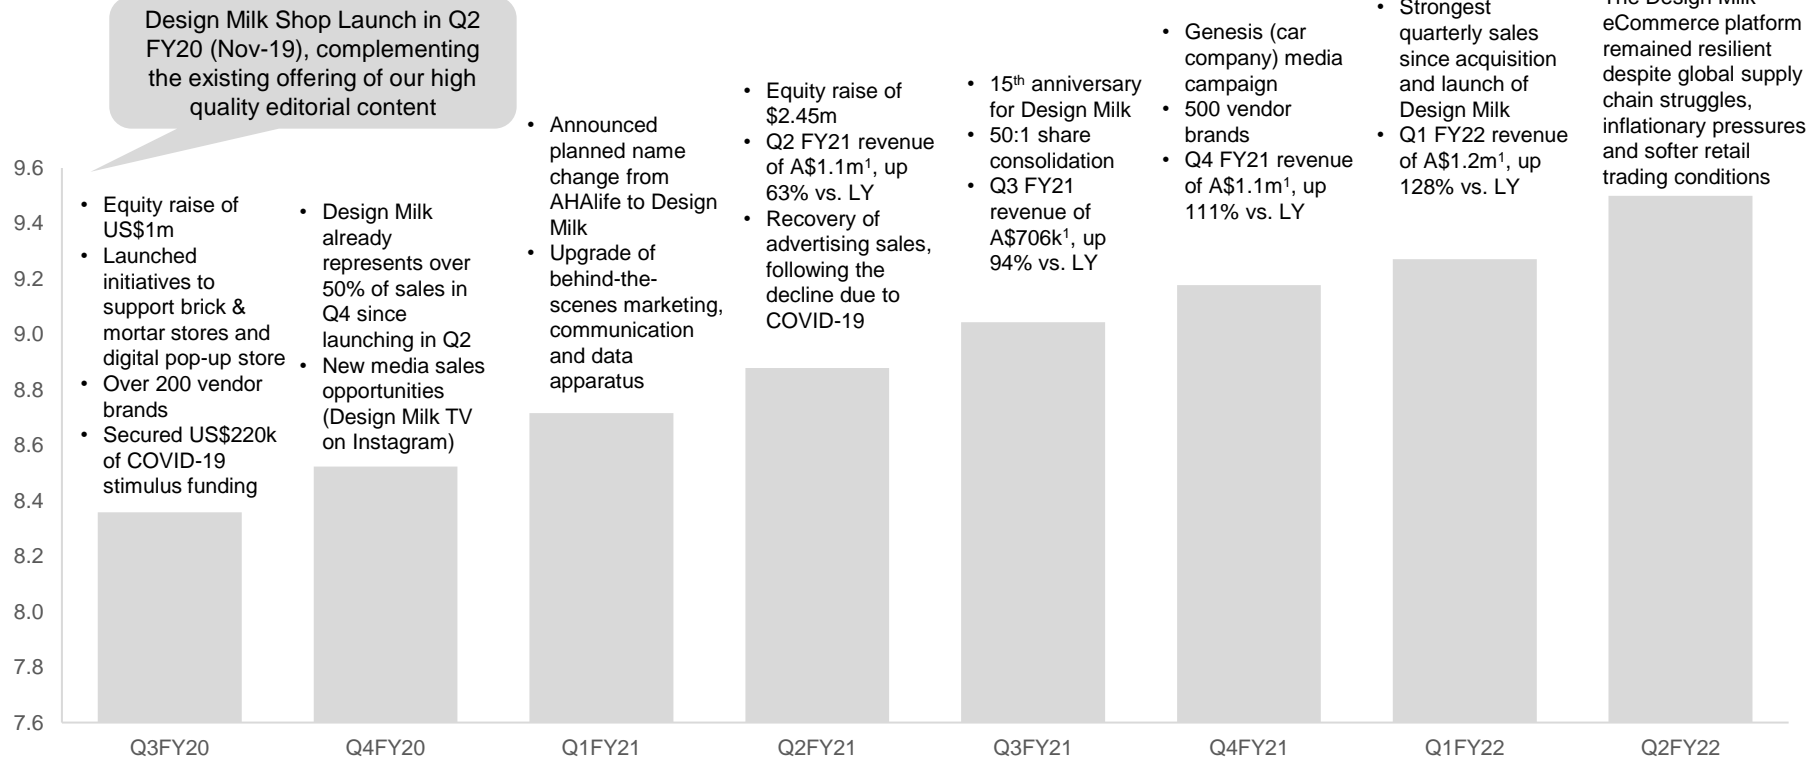 Design Milk Shop Launch in Q2
FY20 (Nov-19), complementing
the existing offering of our high
quality editorial content
9.6
9.4
9.2
9.0
8.8
8.6
8.4
8.2
8.0
7.8
7.6
• Equity raise of
US$1m
• Launched
initiatives to
support brick &
mortar stores and
digital pop-up store
• Over 200 vendor
brands
• Secured US$220k
of COVID-19
stimulus funding
• Design Milk
already
represents over
50% of sales in
Q4 since
launching in Q2
• New media sales
opportunities
(Design Milk TV
on Instagram)
• Announced
planned name
change from
AHAlife to Design
Milk
• Upgrade of
behind-the-
scenes marketing,
communication
and data
apparatus
• Equity raise of
$2.45m
• Q2 FY21 revenue
of A$1.1m¹, up
63% vs. LY
• Recovery of
advertising sales,
following the
decline due to
COVID-19
• 15th anniversary
for Design Milk
• 50:1 share
consolidation
• Q3 FY21
revenue of
A$706k¹, up
94% vs. LY
• Genesis (car
company) media
campaign
• 500 vendor
brands
• Q4 FY21 revenue
of A$1.1m¹, up
111% vs. LY
• Strongest
quarterly sales
since acquisition
and launch of
Design Milk
• Q1 FY22 revenue
of A$1.2m¹, up
128% vs. LY
The Design Milk
eCommerce platform
remained resilient
despite global supply
chain struggles,
inflationary pressures
and softer retail
trading conditions
Q3FY20
Q4FY20
Q1FY21
Q2FY21
Q3FY21
Q4FY21
Q1FY22
Q2FY22